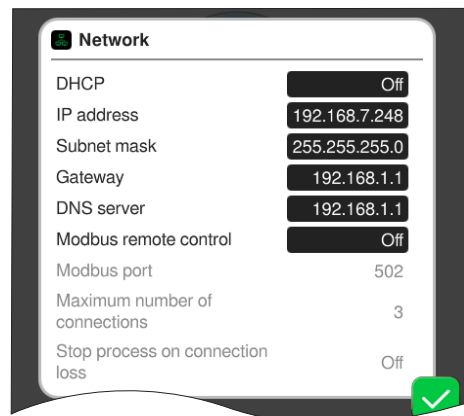 Network
DHCP Off
IP address 192.168.7.248
Subnet mask 255.255.255.0
Gateway 192.168.1.1
DNS server 192.168.1.1
Modbus remote control Off
Modbus port 502
Maximum number of
connections 3
Stop process on connection
loss Off